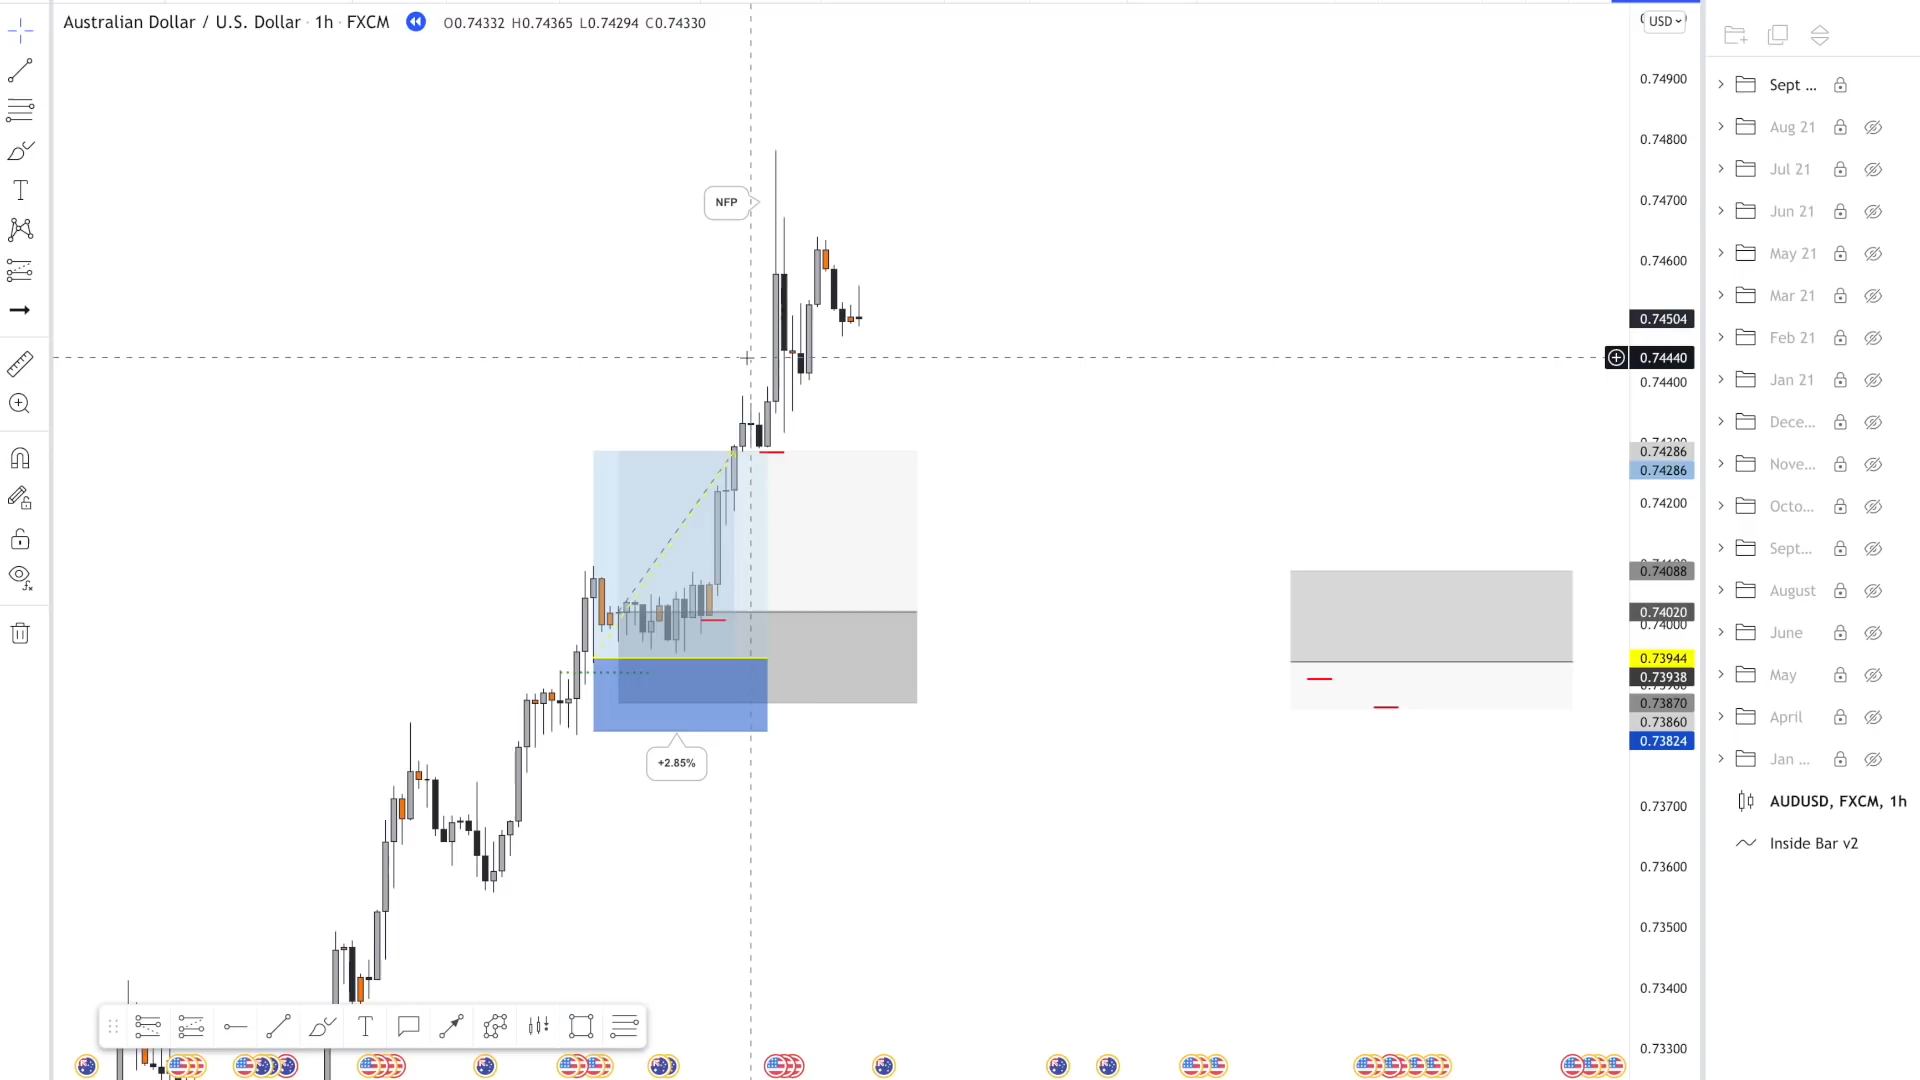 Australian Dollar / U.S. Dollar · 1h · FXCM
O0.74332 H0.74365 L0.74294 C0.74330
USD
0.74900
0.74800
0.74700
0.74600
0.74504
0.74440
0.74400
0.74286
0.74286
0.74200
0.74088
0.74020
0.74000
0.73944
0.73938
0.73870
0.73860
0.73824
0.73700
0.73600
0.73500
0.73400
0.73300
NFP
+2.85%
Sept ...
Aug 21
Jul 21
Jun 21
May 21
Mar 21
Feb 21
Jan 21
Dece...
Nove...
Octo...
Sept...
August
June
May
April
Jan ...
AUDUSD, FXCM, 1h
Inside Bar v2